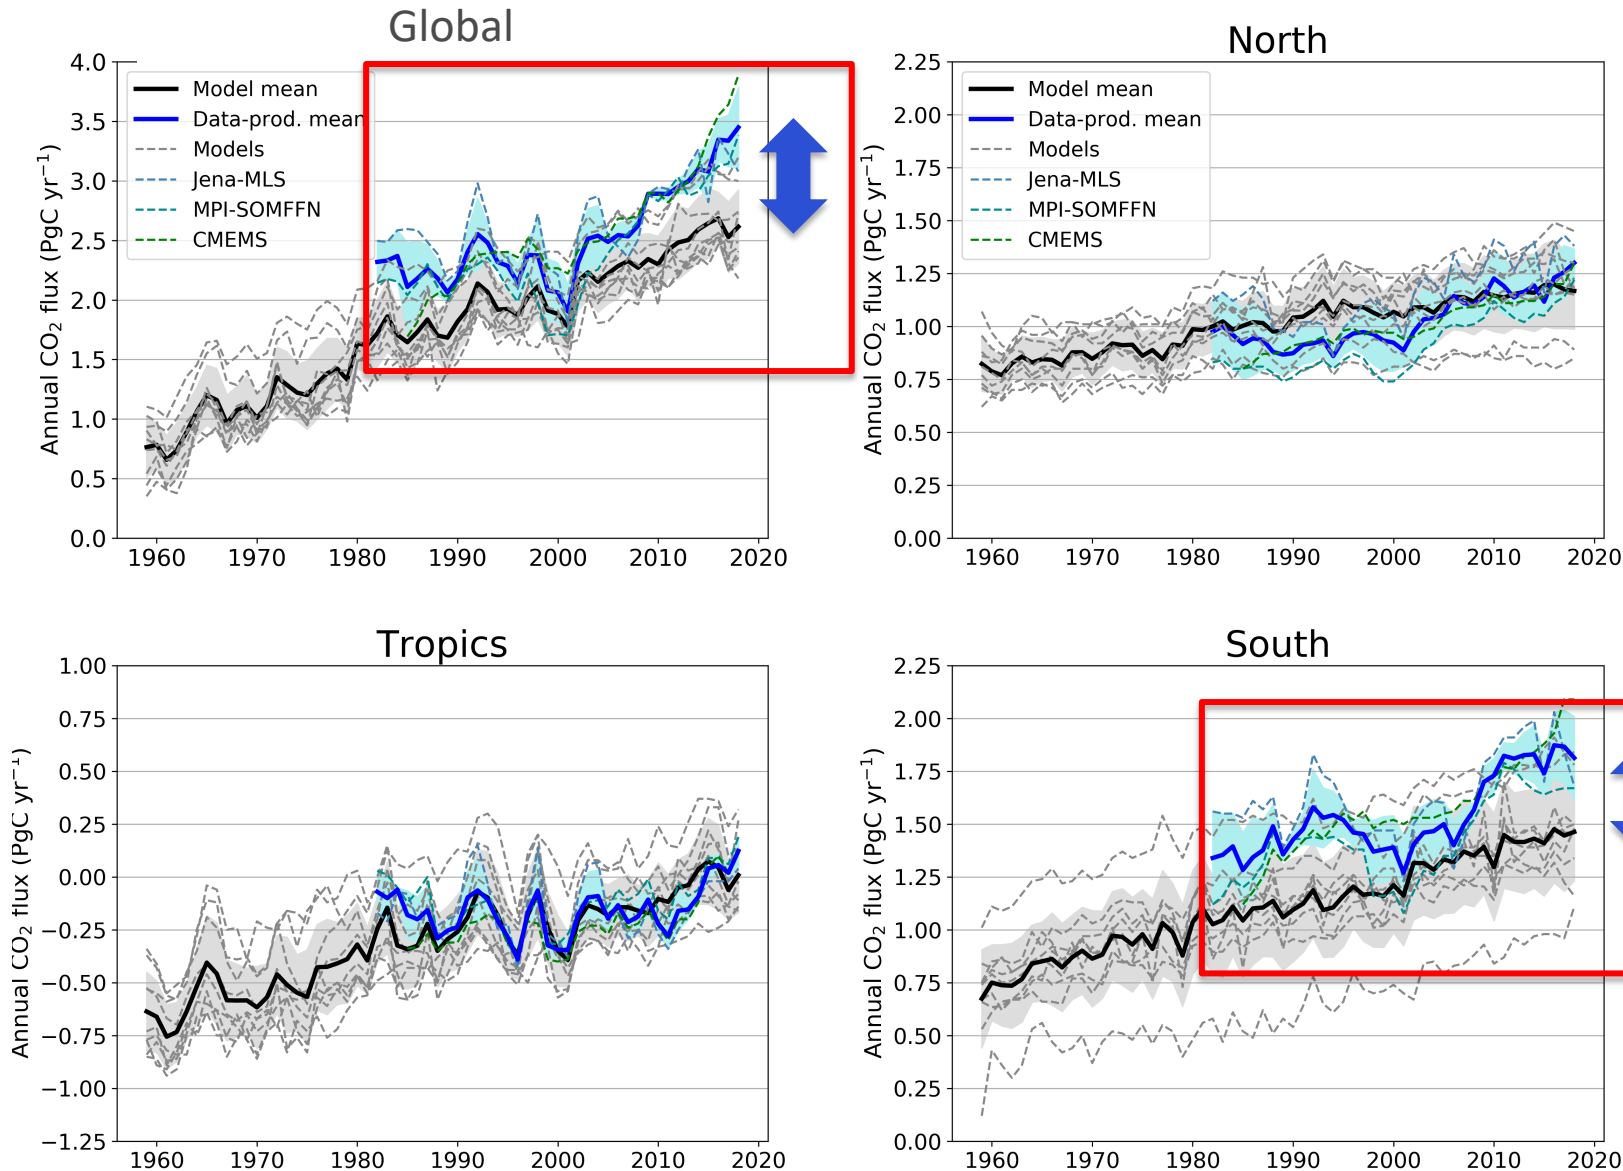 Global
Annual CO₂ flux (PgC yr⁻¹)
4.0
3.5
3.0
2.5
2.0
1.5
1.0
0.5
0.0
Model mean
Data-prod. mean
Models
Jena-MLS
MPI-SOMFFN
CMEMS
1960 1970 1980 1990 2000 2010 2020
North
Annual CO₂ flux (PgC yr⁻¹)
2.25
2.00
1.75
1.50
1.25
1.00
0.75
0.50
0.25
0.00
Model mean
Data-prod. mean
Models
Jena-MLS
MPI-SOMFFN
CMEMS
1960 1970 1980 1990 2000 2010 2020
Tropics
Annual CO₂ flux (PgC yr⁻¹)
1.00
0.75
0.50
0.25
0.00
−0.25
−0.50
−0.75
−1.00
−1.25
1960 1970 1980 1990 2000 2010 2020
South
Annual CO₂ flux (PgC yr⁻¹)
2.25
2.00
1.75
1.50
1.25
1.00
0.75
0.50
0.25
0.00
1960 1970 1980 1990 2000 2010 2020